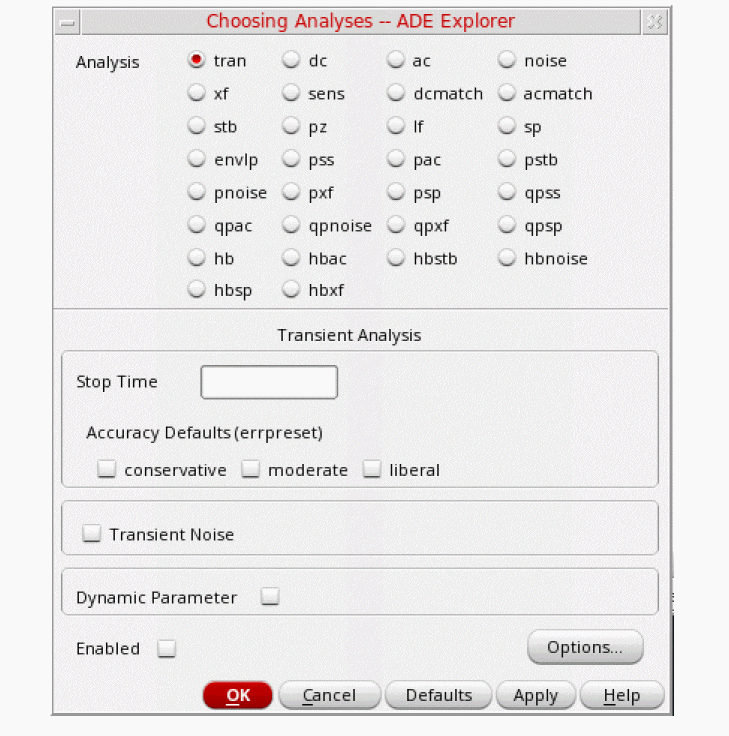 Choosing Analyses -- ADE Explorer
Analysis tran dc ac noise
xf sens dcmatch acmatch
stb pz lf sp
envlp pss pac pstb
pnoise pxf psp qpss
qpac qpnoise qpxf qpsp
hb hbac hbstb hbnoise
hbsp hbxf
Transient Analysis
Stop Time
Accuracy Defaults (errpreset)
conservative moderate liberal
Transient Noise
Dynamic Parameter
Enabled Options...
OK Cancel Defaults Apply Help